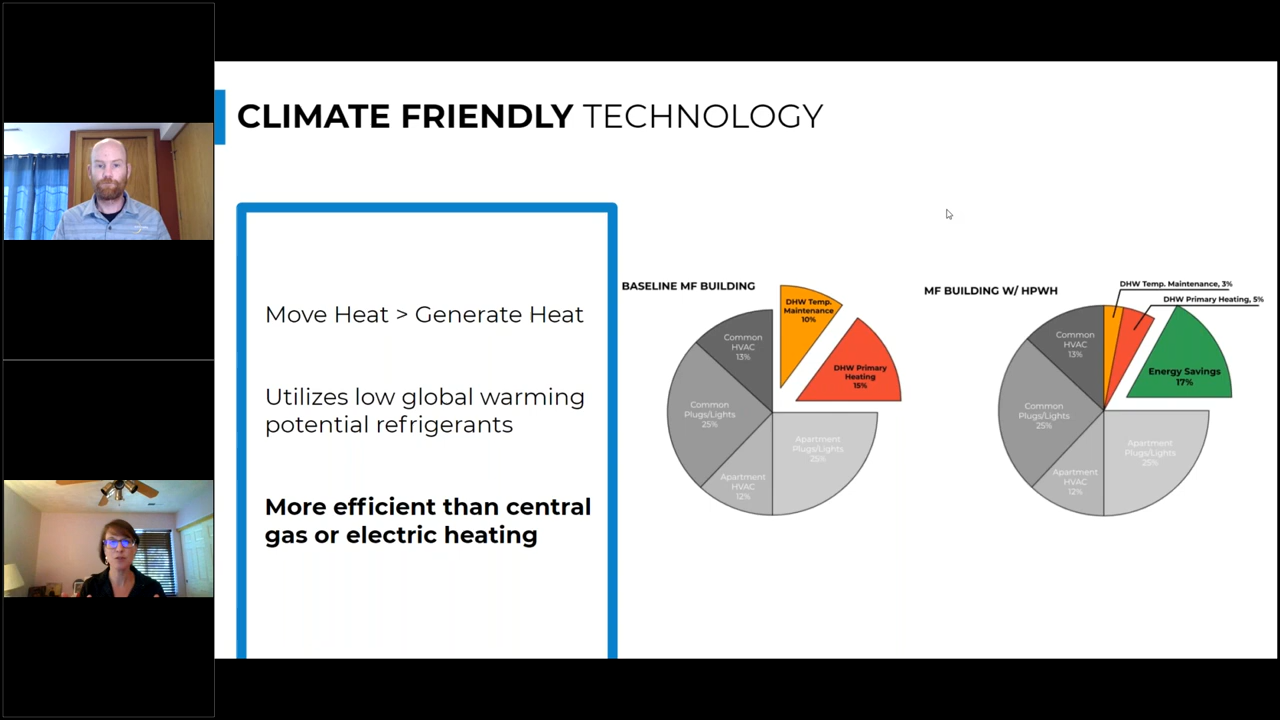 CLIMATE FRIENDLY TECHNOLOGY
Move Heat > Generate Heat
Utilizes low global warming
potential refrigerants
More efficient than central
gas or electric heating
BASELINE MF BUILDING
DHW Temp.
Maintenance
10%
DHW Primary
Heating
15%
Common
HVAC
13%
Common
Plugs/Lights
25%
Apartment
Plugs/Lights
25%
Apartment
HVAC
12%
MF BUILDING W/ HPWH
DHW Temp. Maintenance, 3%
DHW Primary Heating, 5%
Energy Savings
17%
Common
HVAC
13%
Common
Plugs/Lights
25%
Apartment
Plugs/Lights
25%
Apartment
HVAC
12%